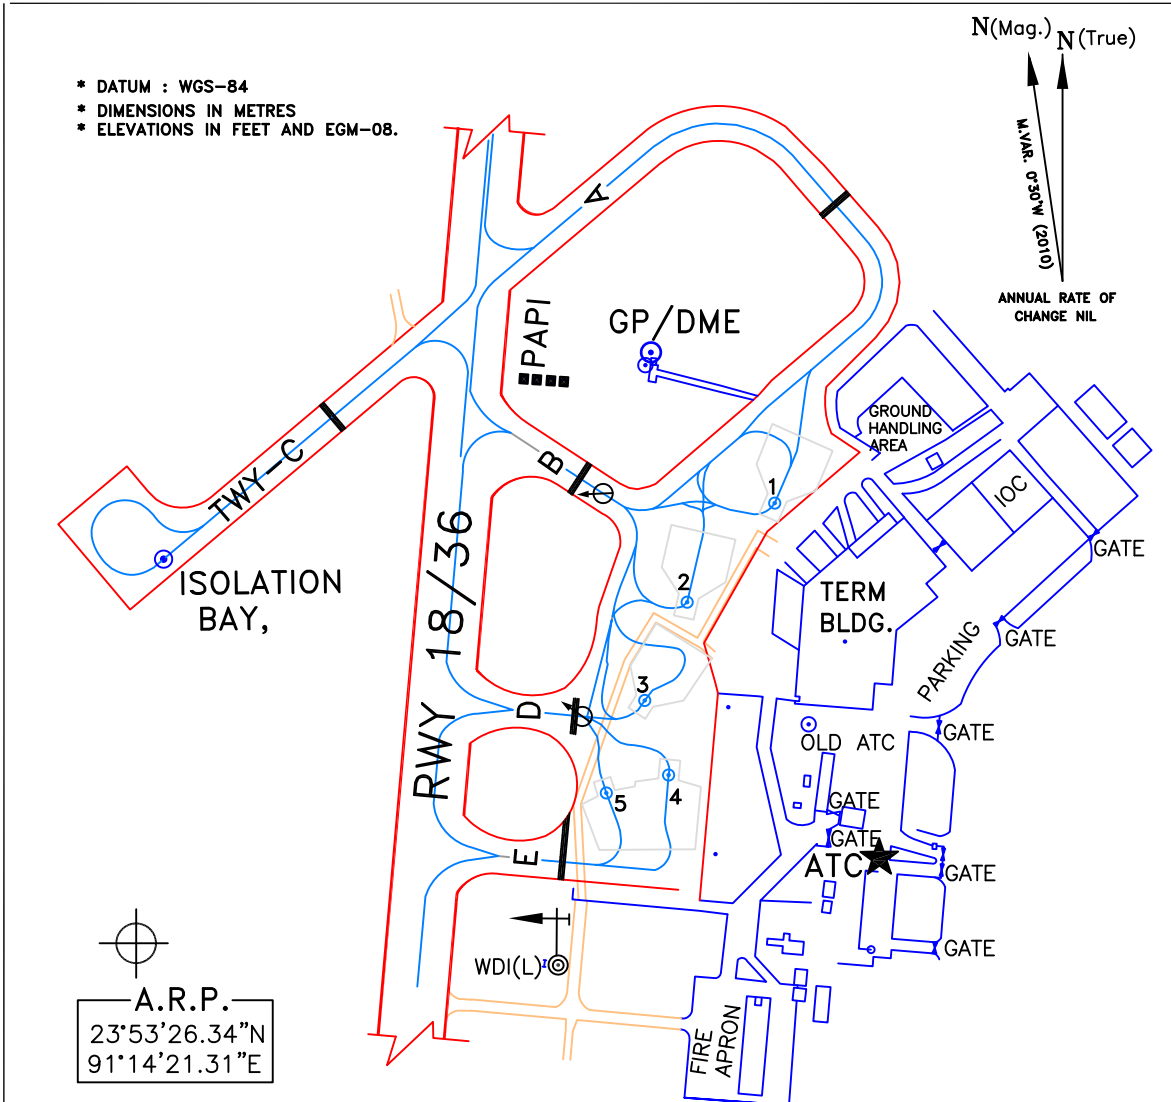 N(Mag.)
N(True)
* DATUM : WGS-84
* DIMENSIONS IN METRES
* ELEVATIONS IN FEET AND EGM-08.
M.VAR. 0°30'W (2010)
ANNUAL RATE OF
CHANGE NIL
A
PAPI
GP/DME
GROUND
HANDLING
AREA
TWY-C
B
1
IOC
18/36
RWY
GATE
ISOLATION
BAY,
2
TERM
BLDG.
GATE
PARKING
3
D
OLD ATC
GATE
5
4
GATE
GATE
E
ATC
GATE
GATE
WDI(L)
A.R.P.
23°53'26.34"N
91°14'21.31"E
FIRE
APRON